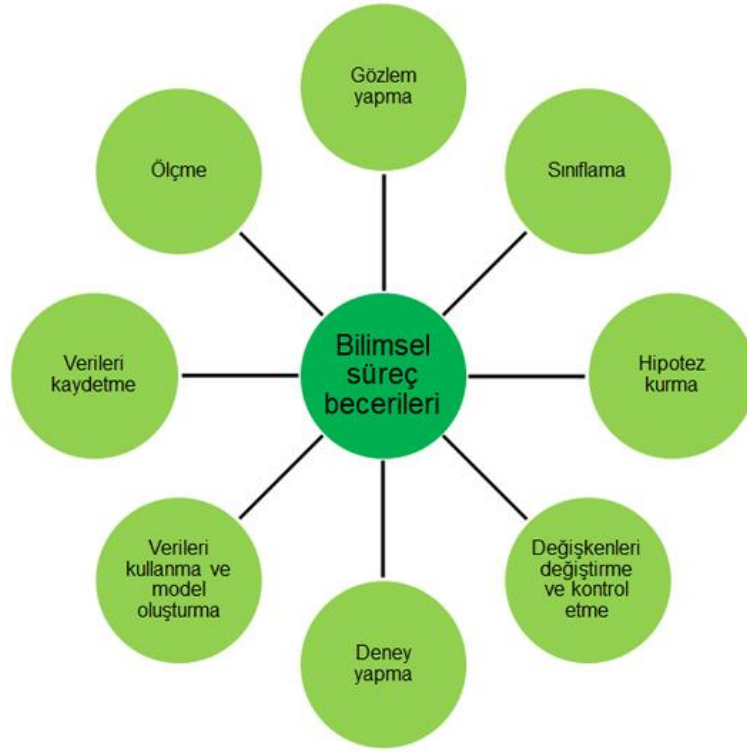 Gözlem
yapma
Ölçme
Sınıflama
Bilimsel
süreç
becerileri
Verileri
kaydetme
Hipotez
kurma
Verileri
kullanma ve
model
oluşturma
Değişkenleri
değiştirme
ve kontrol
etme
Deney
yapma